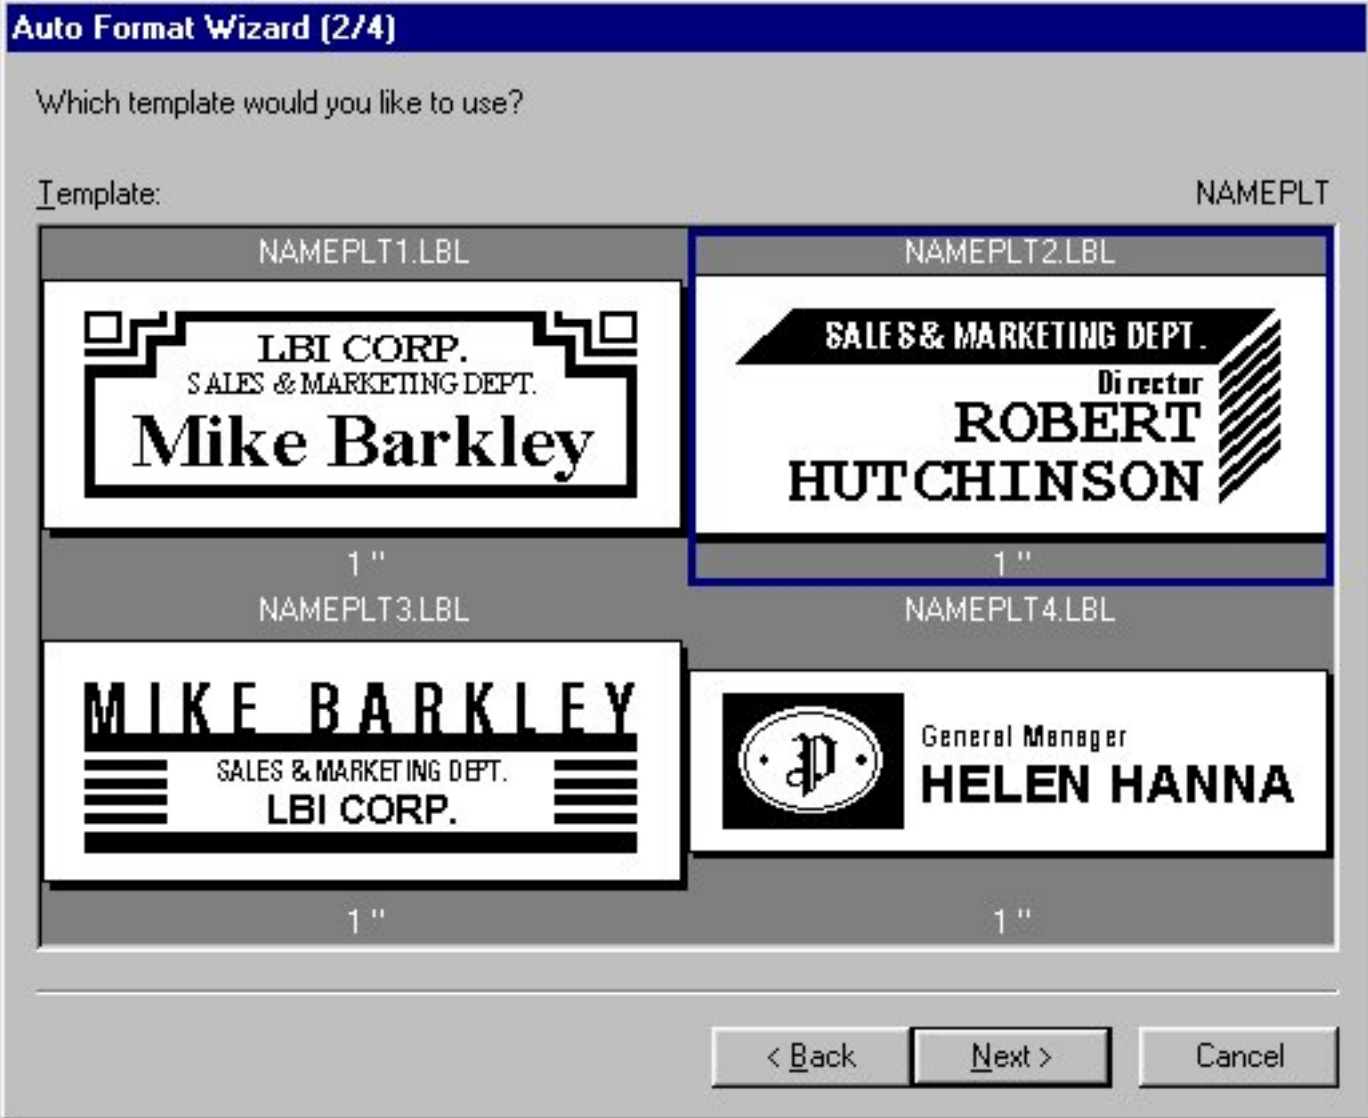 Auto Format Wizard (2/4)
Which template would you like to use?
Template: NAMEPLT
NAMEPLT1.LBL
LBI CORP.
SALES & MARKETING DEPT.
Mike Barkley
1 "
NAMEPLT2.LBL
SALES & MARKETING DEPT.
Director
ROBERT
HUTCHINSON
1 "
NAMEPLT3.LBL
MIKE BARKLEY
SALES & MARKETING DEPT.
LBI CORP.
1 "
NAMEPLT4.LBL
P
General Manager
HELEN HANNA
1 "
< Back Next > Cancel